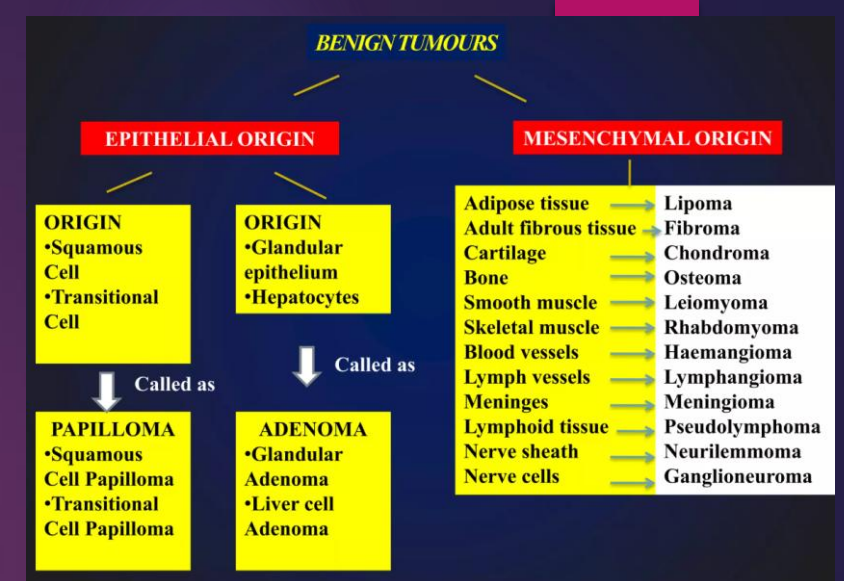 BENIGN TUMOURS
EPITHELIAL ORIGIN
MESENCHYMAL ORIGIN
ORIGIN
•Squamous
Cell
•Transitional
Cell
ORIGIN
•Glandular
epithelium
•Hepatocytes
Called as
Called as
PAPILLOMA
•Squamous
Cell Papilloma
•Transitional
Cell Papilloma
ADENOMA
•Glandular
Adenoma
•Liver cell
Adenoma
Adipose tissue Lipoma
Adult fibrous tissue Fibroma
Cartilage Chondroma
Bone Osteoma
Smooth muscle Leiomyoma
Skeletal muscle Rhabdomyoma
Blood vessels Haemangioma
Lymph vessels Lymphangioma
Meninges Meningioma
Lymphoid tissue Pseudolymphoma
Nerve sheath Neurilemmoma
Nerve cells Ganglioneuroma